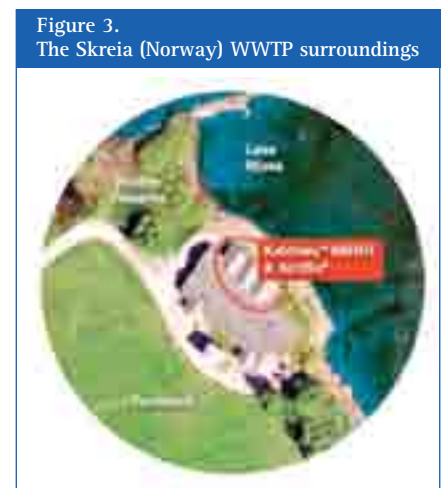 Figure 3.
The Skreia (Norway) WWTP surroundings
Lake
Mjøsa
Kaldnes™ MBBR
& Actiflo®
Farmland